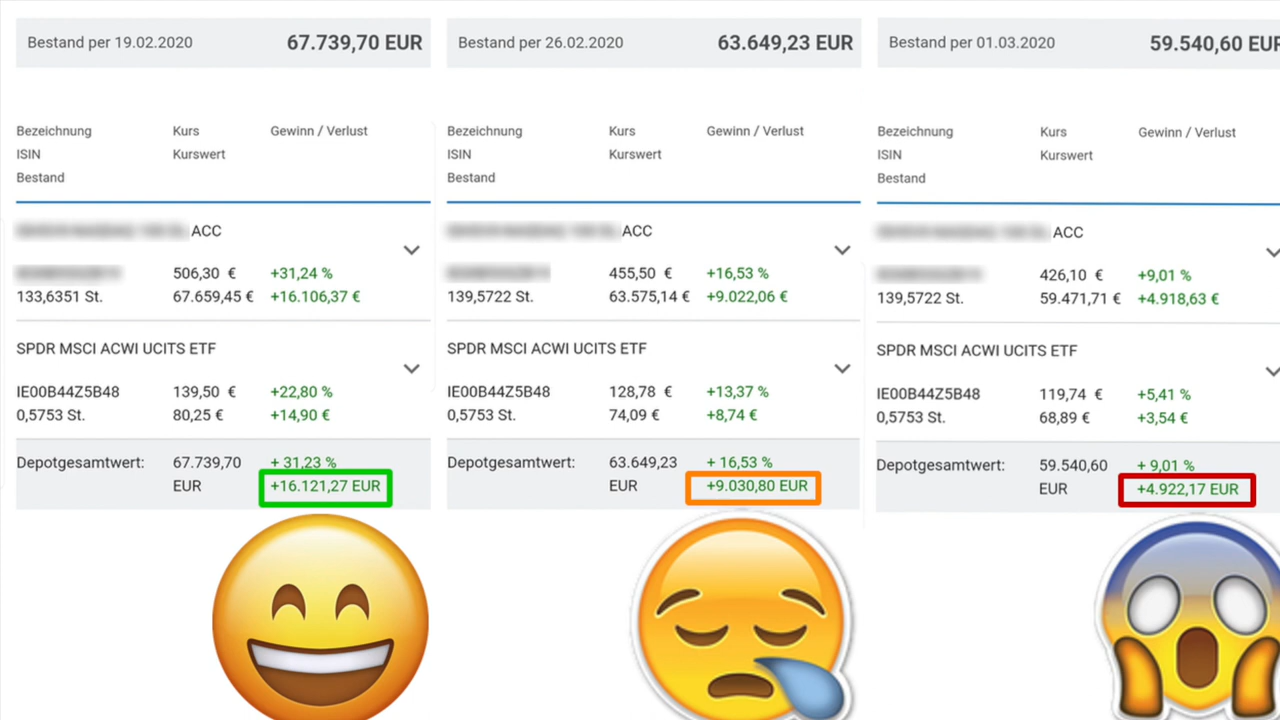 Bestand per 19.02.2020 67.739,70 EUR
Bezeichnung Kurs Gewinn / Verlust
ISIN Kurswert
Bestand
ACC
506,30 € +31,24 %
133,6351 St. 67.659,45 € +16.106,37 €
SPDR MSCI ACWI UCITS ETF
IE00B44Z5B48 139,50 € +22,80 %
0,5753 St. 80,25 € +14,90 €
Depotgesamtwert: 67.739,70 + 31,23 %
EUR +16.121,27 EUR
Bestand per 26.02.2020 63.649,23 EUR
Bezeichnung Kurs Gewinn / Verlust
ISIN Kurswert
Bestand
ACC
455,50 € +16,53 %
139,5722 St. 63.575,14 € +9.022,06 €
SPDR MSCI ACWI UCITS ETF
IE00B44Z5B48 128,78 € +13,37 %
0,5753 St. 74,09 € +8,74 €
Depotgesamtwert: 63.649,23 + 16,53 %
EUR +9.030,80 EUR
Bestand per 01.03.2020 59.540,60 EUR
Bezeichnung Kurs Gewinn / Verlust
ISIN Kurswert
Bestand
ACC
426,10 € +9,01 %
139,5722 St. 59.471,71 € +4.918,63 €
SPDR MSCI ACWI UCITS ETF
IE00B44Z5B48 119,74 € +5,41 %
0,5753 St. 68,89 € +3,54 €
Depotgesamtwert: 59.540,60 + 9,01 %
EUR +4.922,17 EUR